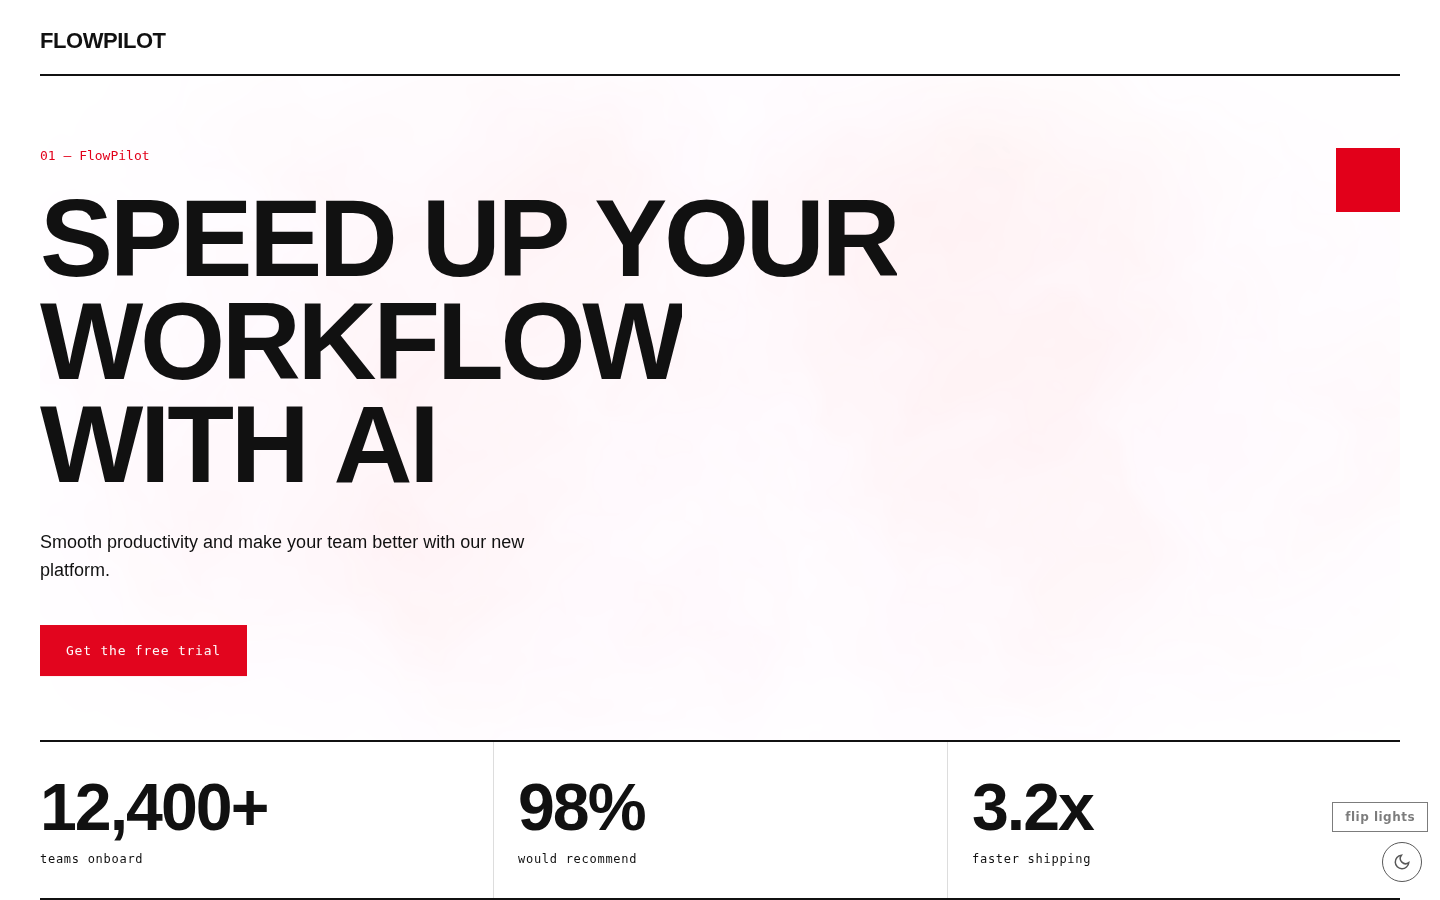 FLOWPILOT
01 — FlowPilot
SPEED UP YOUR
WORKFLOW
WITH AI
Smooth productivity and make your team better with our new
platform.
Get the free trial
12,400+
teams onboard
98%
would recommend
3.2x
faster shipping
flip lights